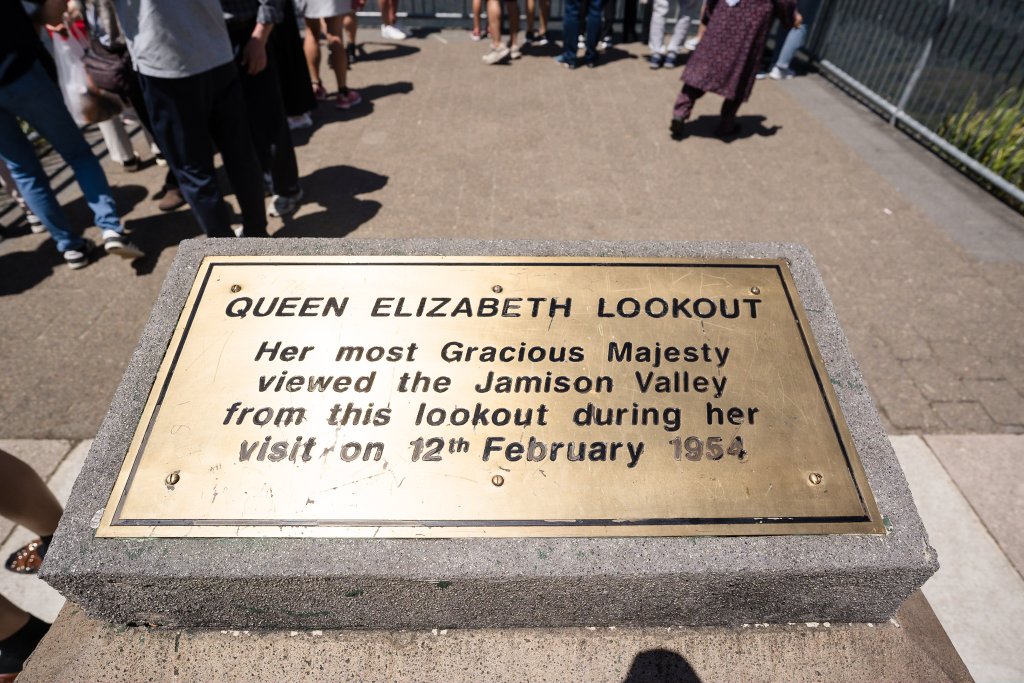 QUEEN ELIZABETH LOOKOUT
Her most Gracious Majesty
viewed the Jamison Valley
from this lookout during her
visit on 12th February 1954